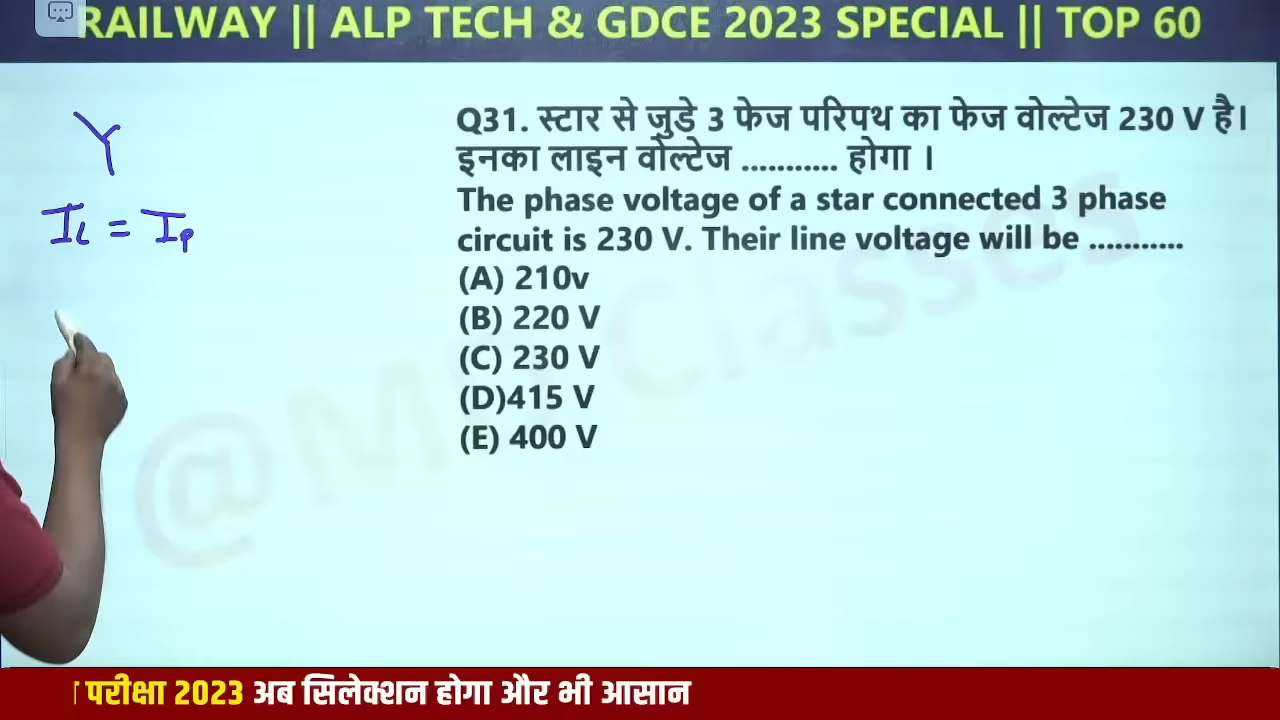 RAILWAY || ALP TECH & GDCE 2023 SPECIAL || TOP 60
Y
IL = IP
Q31. स्टार से जुड़े 3 फेज परिपथ का फेज वोल्टेज 230 V है।
इनका लाइन वोल्टेज ........... होगा ।
The phase voltage of a star connected 3 phase
circuit is 230 V. Their line voltage will be ...........
(A) 210v
(B) 220 V
(C) 230 V
(D)415 V
(E) 400 V
परीक्षा 2023 अब सिलेक्शन होगा और भी आसान